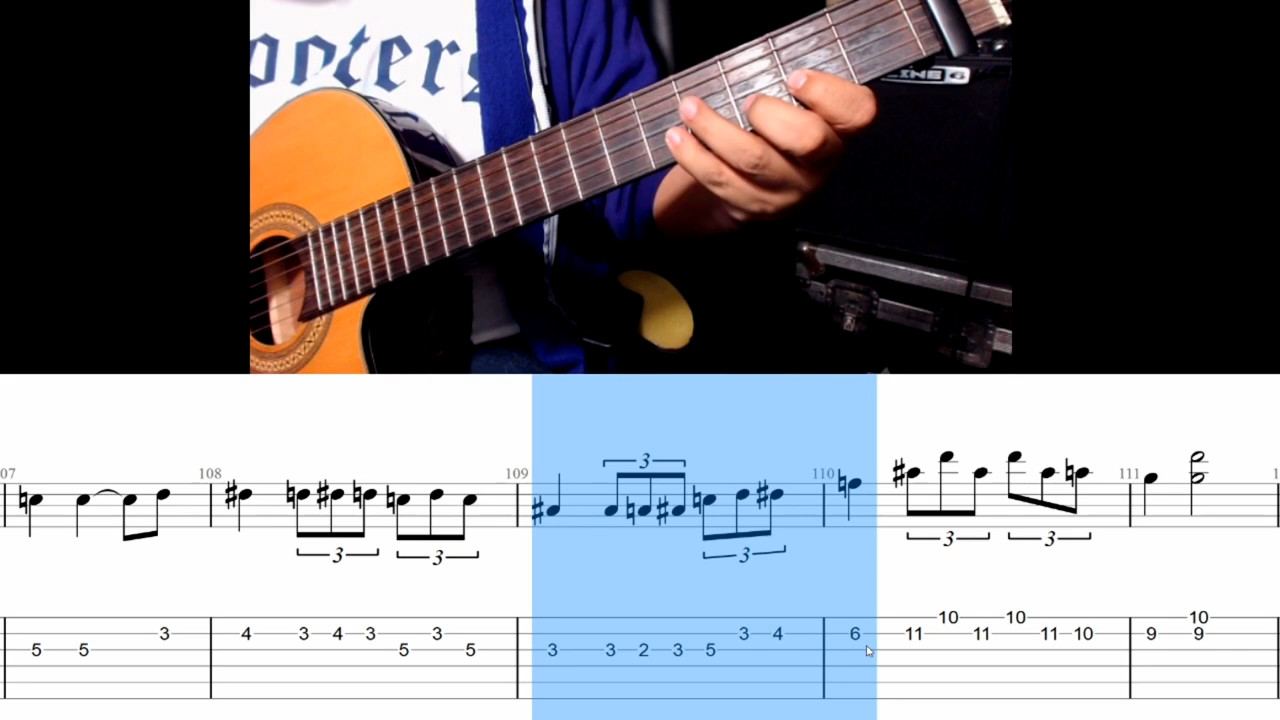 ooters
LINE 6
3
07 108 109 110 111 1
3 3 3 3 3
10 10 10
3 4 3 4 3 3 3 4 6 11 11 11 10 9 9
5 5 5 5 3 3 2 3 5